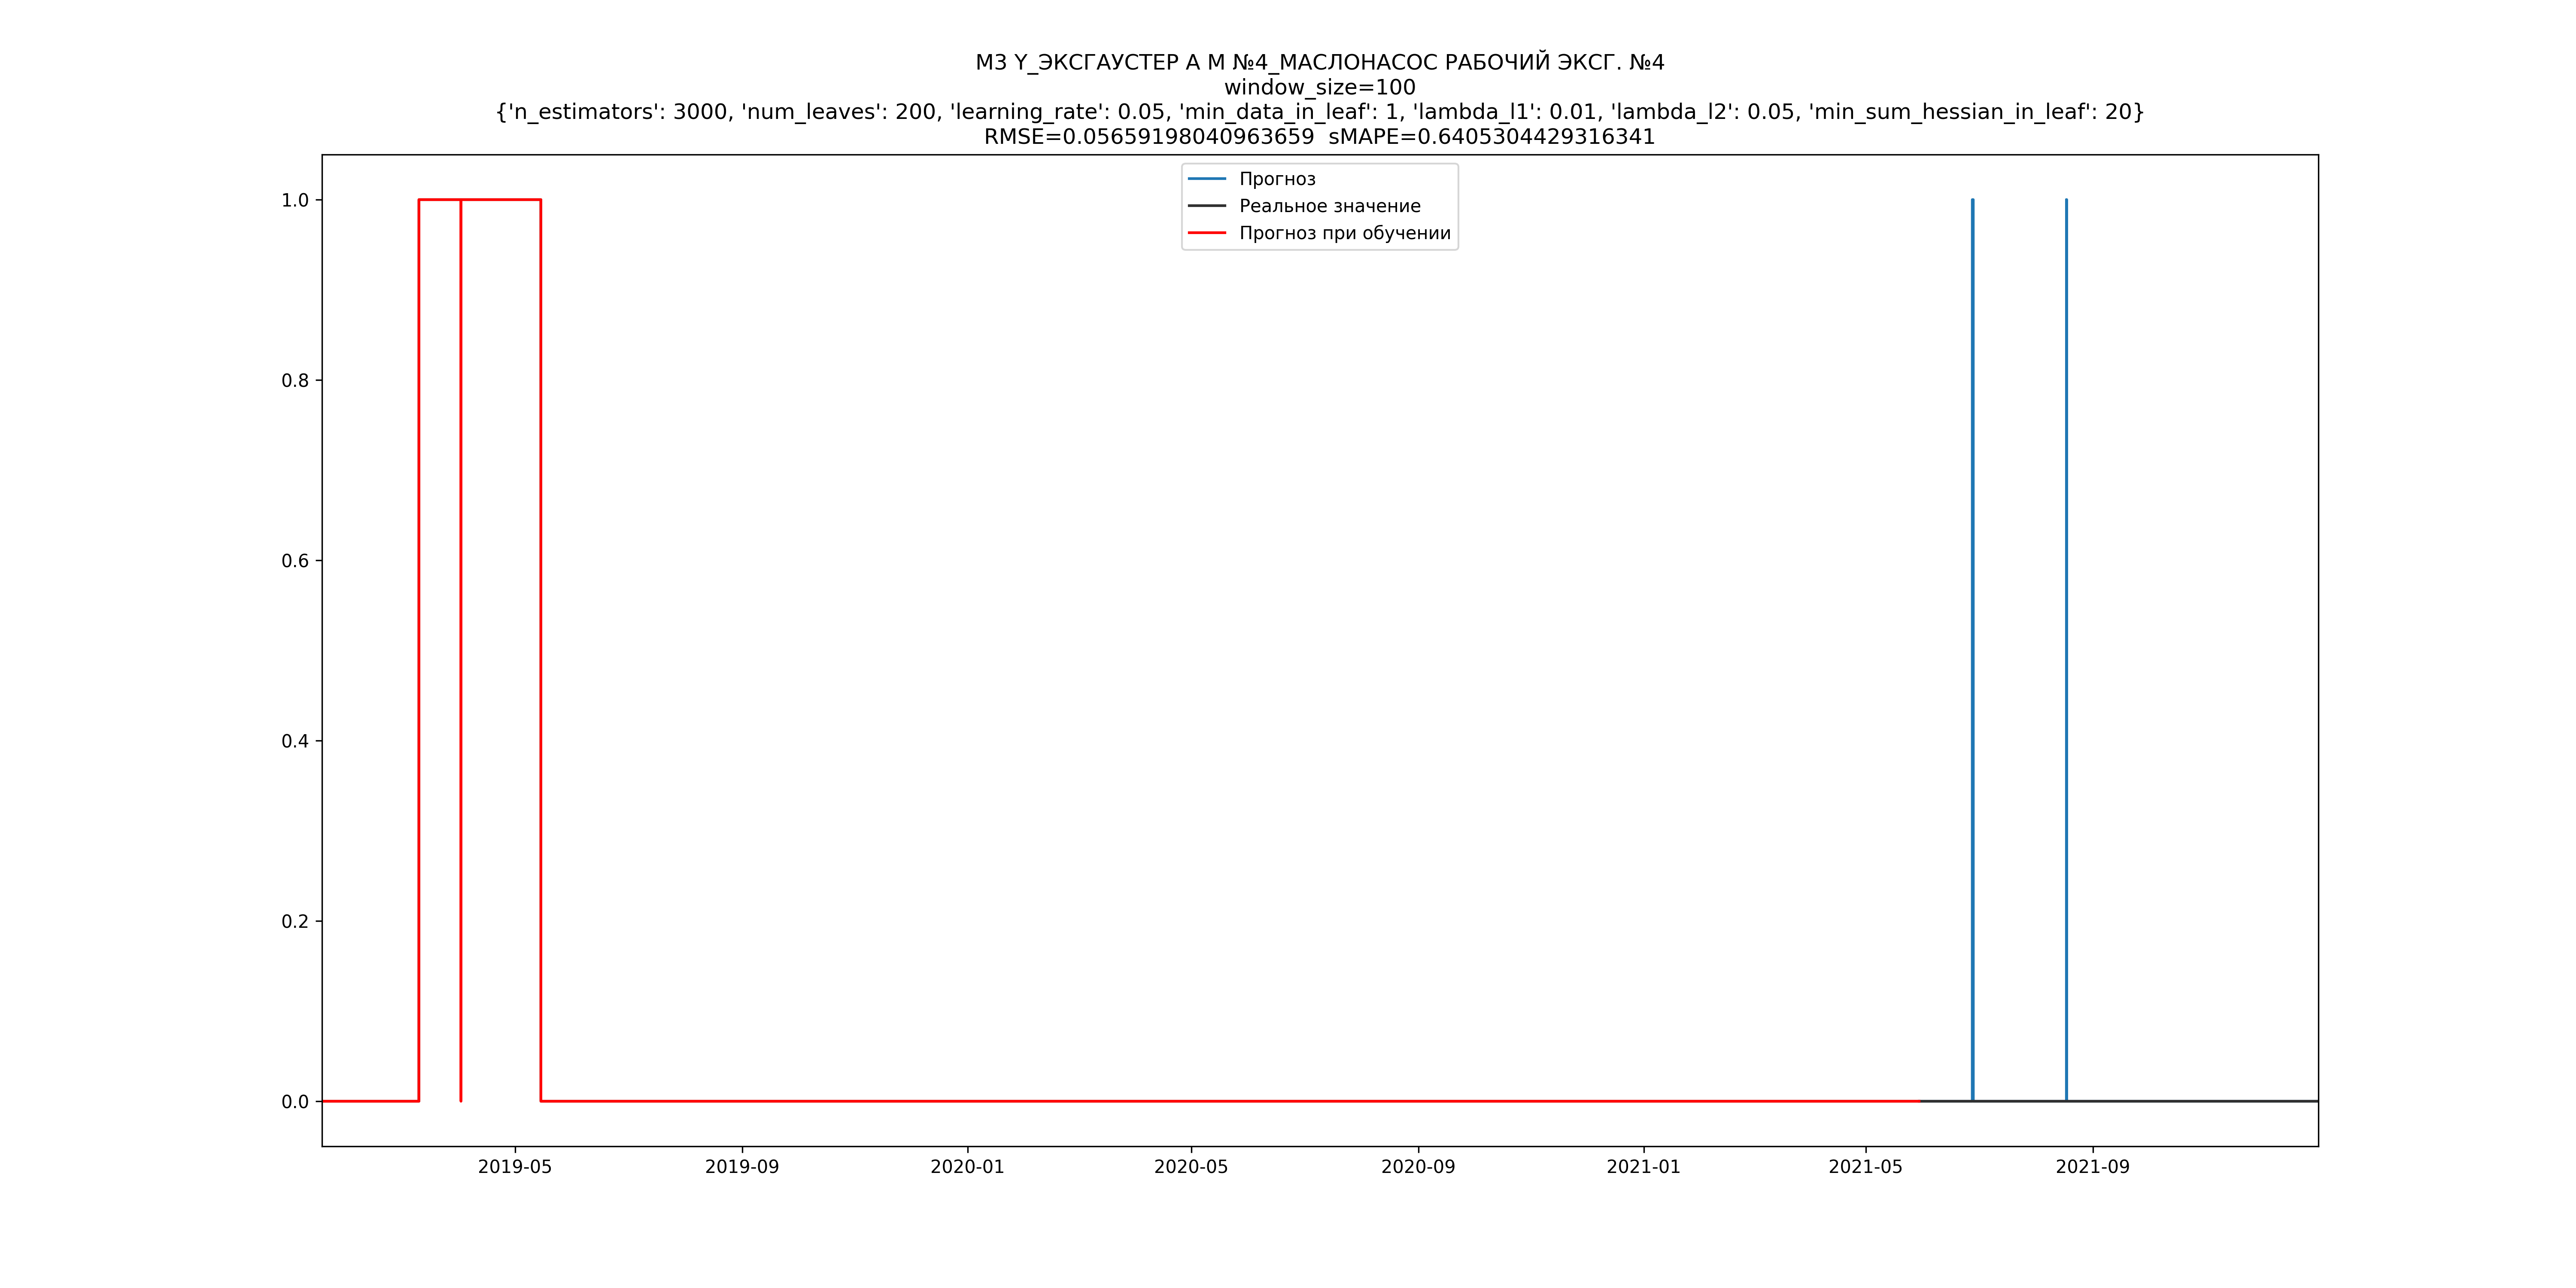 М3 Y_ЭКСГАУСТЕР А М №4_МАСЛОНАСОС РАБОЧИЙ ЭКСГ. №4
window_size=100
{'n_estimators': 3000, 'num_leaves': 200, 'learning_rate': 0.05, 'min_data_in_leaf': 1, 'lambda_l1': 0.01, 'lambda_l2': 0.05, 'min_sum_hessian_in_leaf': 20}
RMSE=0.05659198040963659  sMAPE=0.6405304429316341
Прогноз
Реальное значение
Прогноз при обучении
1.0
0.8
0.6
0.4
0.2
0.0
2019-05 2019-09 2020-01 2020-05 2020-09 2021-01 2021-05 2021-09